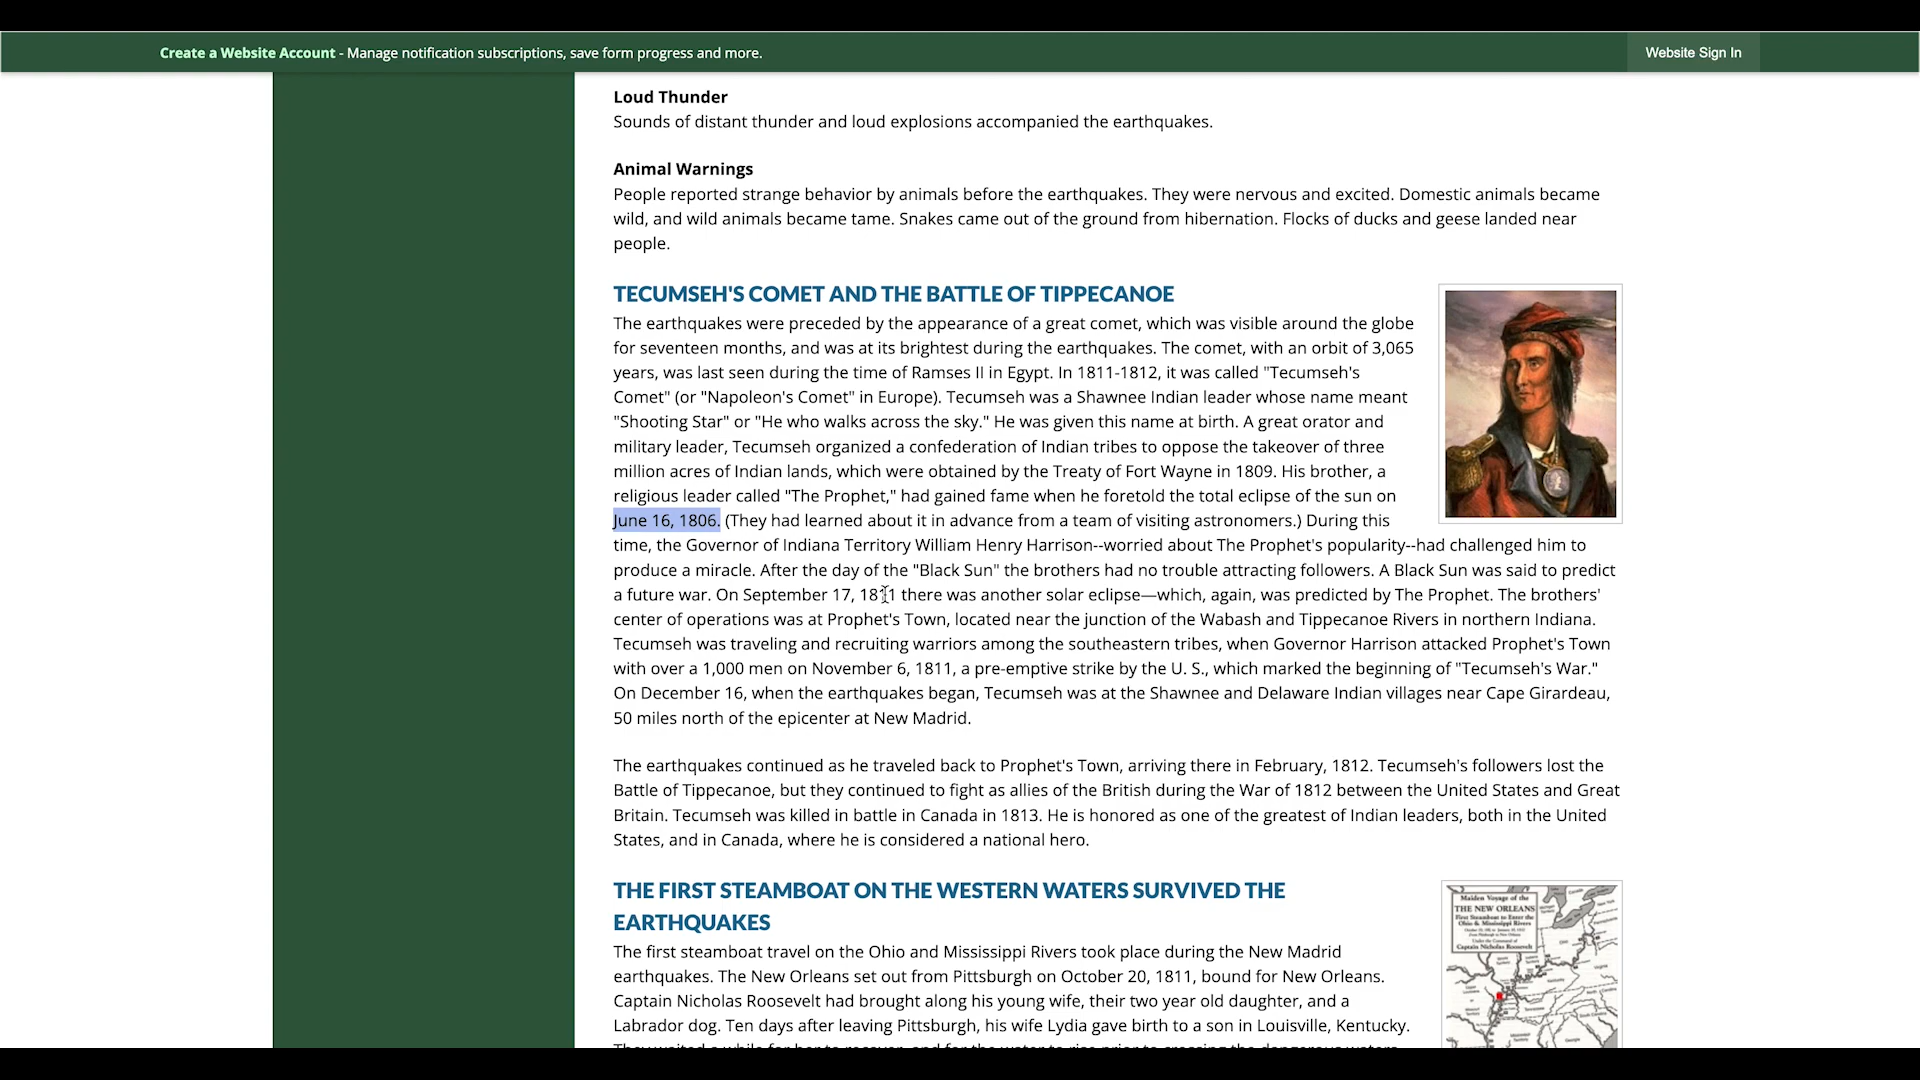 Create a Website Account - Manage notification subscriptions, save form progress and more.
Website Sign In
Loud Thunder
Sounds of distant thunder and loud explosions accompanied the earthquakes.
Animal Warnings
People reported strange behavior by animals before the earthquakes. They were nervous and excited. Domestic animals became
wild, and wild animals became tame. Snakes came out of the ground from hibernation. Flocks of ducks and geese landed near
people.
TECUMSEH'S COMET AND THE BATTLE OF TIPPECANOE
The earthquakes were preceded by the appearance of a great comet, which was visible around the globe
for seventeen months, and was at its brightest during the earthquakes. The comet, with an orbit of 3,065
years, was last seen during the time of Ramses II in Egypt. In 1811-1812, it was called "Tecumseh's
Comet" (or "Napoleon's Comet" in Europe). Tecumseh was a Shawnee Indian leader whose name meant
"Shooting Star" or "He who walks across the sky." He was given this name at birth. A great orator and
military leader, Tecumseh organized a confederation of Indian tribes to oppose the takeover of three
million acres of Indian lands, which were obtained by the Treaty of Fort Wayne in 1809. His brother, a
religious leader called "The Prophet," had gained fame when he foretold the total eclipse of the sun on
June 16, 1806. (They had learned about it in advance from a team of visiting astronomers.) During this
time, the Governor of Indiana Territory William Henry Harrison--worried about The Prophet's popularity--had challenged him to
produce a miracle. After the day of the "Black Sun" the brothers had no trouble attracting followers. A Black Sun was said to predict
a future war. On September 17, 1811 there was another solar eclipse—which, again, was predicted by The Prophet. The brothers'
center of operations was at Prophet's Town, located near the junction of the Wabash and Tippecanoe Rivers in northern Indiana.
Tecumseh was traveling and recruiting warriors among the southeastern tribes, when Governor Harrison attacked Prophet's Town
with over a 1,000 men on November 6, 1811, a pre-emptive strike by the U. S., which marked the beginning of "Tecumseh's War."
On December 16, when the earthquakes began, Tecumseh was at the Shawnee and Delaware Indian villages near Cape Girardeau,
50 miles north of the epicenter at New Madrid.
The earthquakes continued as he traveled back to Prophet's Town, arriving there in February, 1812. Tecumseh's followers lost the
Battle of Tippecanoe, but they continued to fight as allies of the British during the War of 1812 between the United States and Great
Britain. Tecumseh was killed in battle in Canada in 1813. He is honored as one of the greatest of Indian leaders, both in the United
States, and in Canada, where he is considered a national hero.
THE FIRST STEAMBOAT ON THE WESTERN WATERS SURVIVED THE
EARTHQUAKES
The first steamboat travel on the Ohio and Mississippi Rivers took place during the New Madrid
earthquakes. The New Orleans set out from Pittsburgh on October 20, 1811, bound for New Orleans.
Captain Nicholas Roosevelt had brought along his young wife, their two year old daughter, and a
Labrador dog. Ten days after leaving Pittsburgh, his wife Lydia gave birth to a son in Louisville, Kentucky.
Maiden Voyage of the
THE NEW ORLEANS
First Steamboat to Enter the
Ohio & Mississippi Rivers
Under the Command of
Captain Nicholas Roosevelt